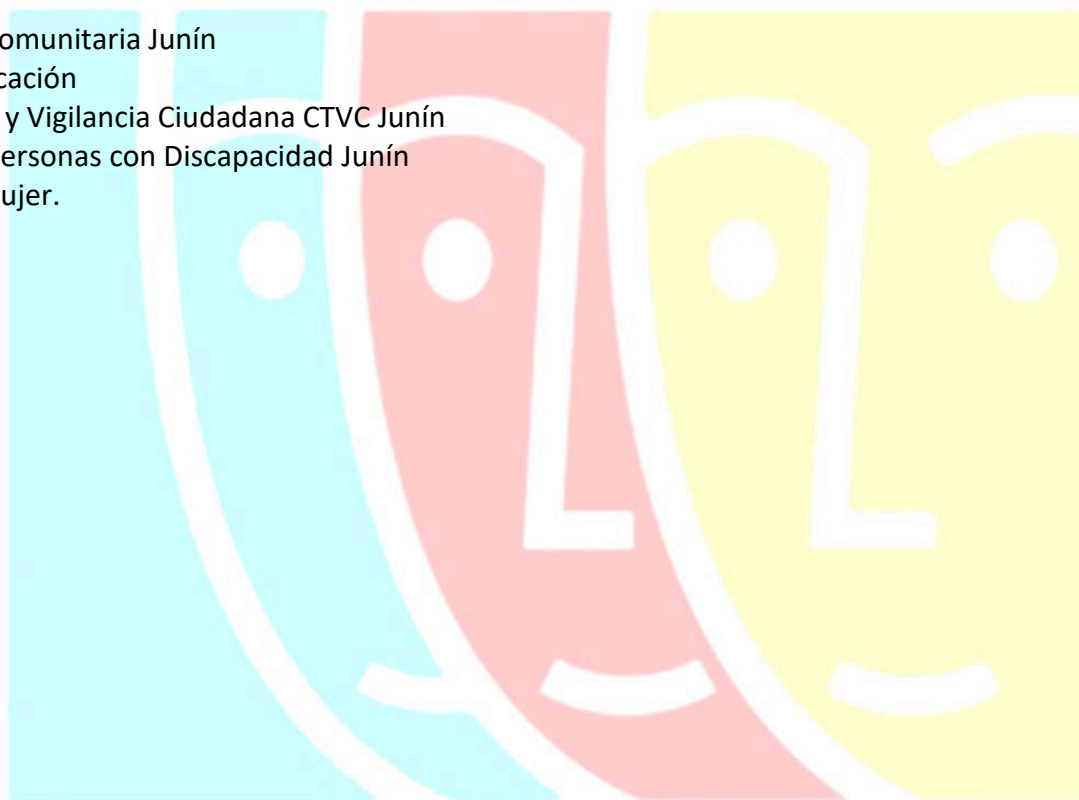 omunitaria Junín
cación
y Vigilancia Ciudadana CTVC Junín
ersonas con Discapacidad Junín
ujer.